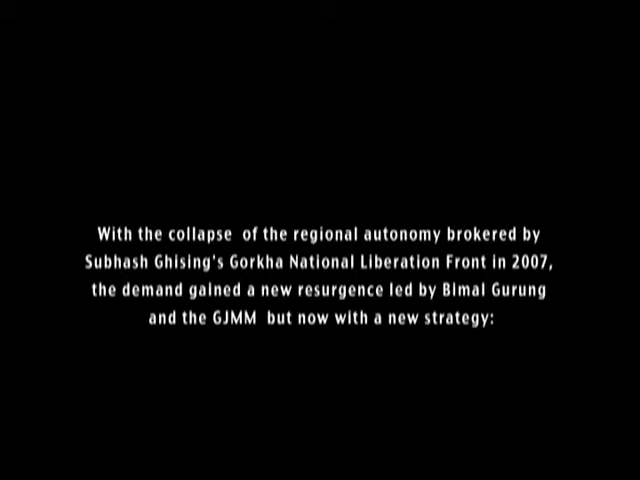 With the collapse of the regional autonomy brokered by
Subhash Ghising's Gorkha National Liberation Front in 2007,
the demand gained a new resurgence led by Bimal Gurung
and the GJMM but now with a new strategy: